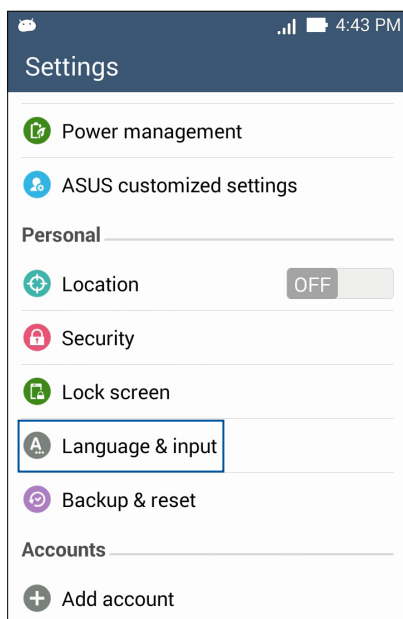 4:43 PM
Settings
Power management
ASUS customized settings
Personal
Location OFF
Security
Lock screen
Language & input
Backup & reset
Accounts
Add account